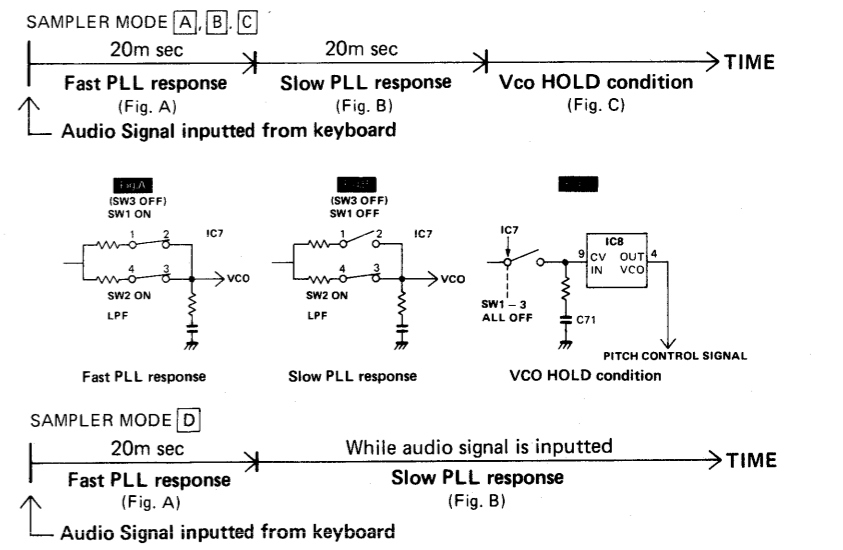 SAMPLER MODE A, B. C
20m sec
20m sec
TIME
Fast PLL response
Slow PLL response
Vco HOLD condition
(Fig. A)
(Fig. B)
(Fig. C)
Audio Signal inputted from keyboard
Fig. A
(SW3 OFF)
SW1 ON
(SW3 OFF)
SW1 OFF
1 2
IC7
4 3
VCO
SW2 ON
LPF
1 2
IC7
4 3
VCO
SW2 ON
LPF
IC7
SW1 – 3
ALL OFF
IC8
9 CV OUT 4
IN VCO
C71
PITCH CONTROL SIGNAL
Fast PLL response
Slow PLL response
VCO HOLD condition
SAMPLER MODE D
20m sec
While audio signal is inputted
TIME
Fast PLL response
Slow PLL response
(Fig. A)
(Fig. B)
Audio Signal inputted from keyboard